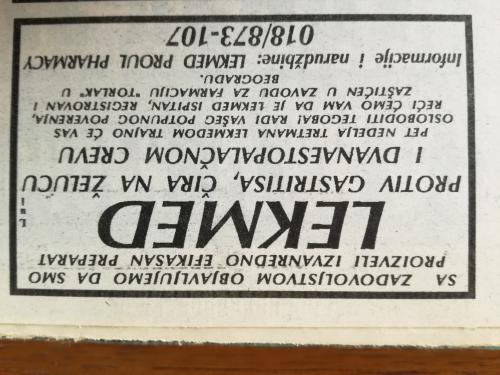 SA ZADOVOLJSTVOM OBJAVLJUJEMO DA SMO
PROIZVELI IZVANREDNO EFIKASAN PREPARAT
LEKMED
PROTIV GASTRITISA, ČIRA NA ŽELUCU
I DVANAESTOPALAČNOM CREVU
PET NEDELJA TRETMANA LEKMEDOM TRAJNO ĆE VAS
OSLOBODITI TEGOBA! RADI VAŠEG POTPUNOG POVERENJA,
REĆI ĆEMO VAM DA JE LEKMED ISPITAN, REGISTROVAN I
ZAŠTIĆEN U ZAVODU ZA FARMACIJU "TORLAK" U
BEOGRADU.
Informacije i narudžbine: LEKMED PROUL PHARMACY
018/873-107